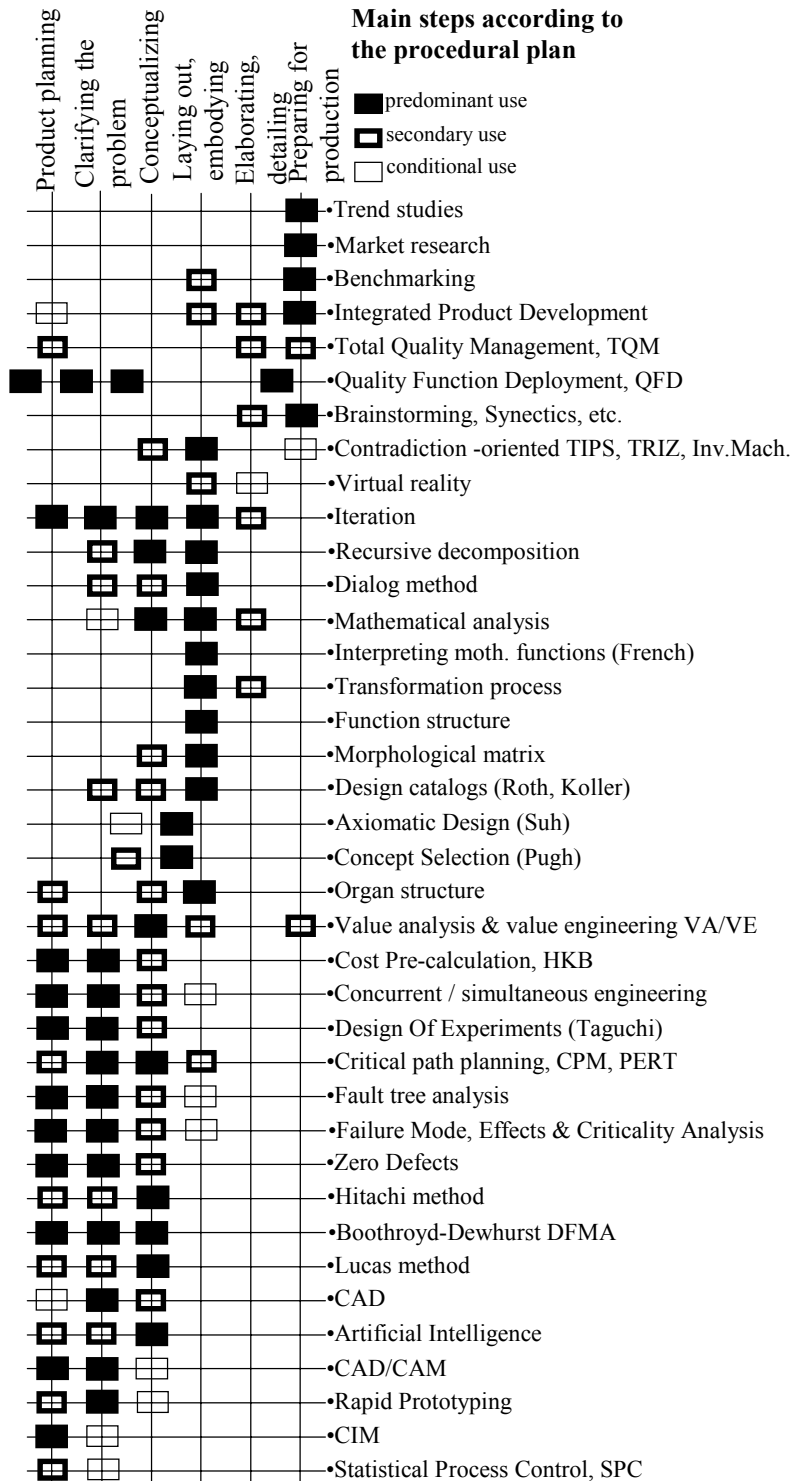 Main steps according to
the procedural plan
predominant use
secondary use
conditional use
Product planning
Clarifying the
problem
Conceptualizing
Laying out,
embodying
Elaborating,
detailing
Preparing for
production
•Trend studies
•Market research
•Benchmarking
•Integrated Product Development
•Total Quality Management, TQM
•Quality Function Deployment, QFD
•Brainstorming, Synectics, etc.
•Contradiction -oriented TIPS, TRIZ, Inv.Mach.
•Virtual reality
•Iteration
•Recursive decomposition
•Dialog method
•Mathematical analysis
•Interpreting moth. functions (French)
•Transformation process
•Function structure
•Morphological matrix
•Design catalogs (Roth, Koller)
•Axiomatic Design (Suh)
•Concept Selection (Pugh)
•Organ structure
•Value analysis & value engineering VA/VE
•Cost Pre-calculation, HKB
•Concurrent / simultaneous engineering
•Design Of Experiments (Taguchi)
•Critical path planning, CPM, PERT
•Fault tree analysis
•Failure Mode, Effects & Criticality Analysis
•Zero Defects
•Hitachi method
•Boothroyd-Dewhurst DFMA
•Lucas method
•CAD
•Artificial Intelligence
•CAD/CAM
•Rapid Prototyping
•CIM
•Statistical Process Control, SPC